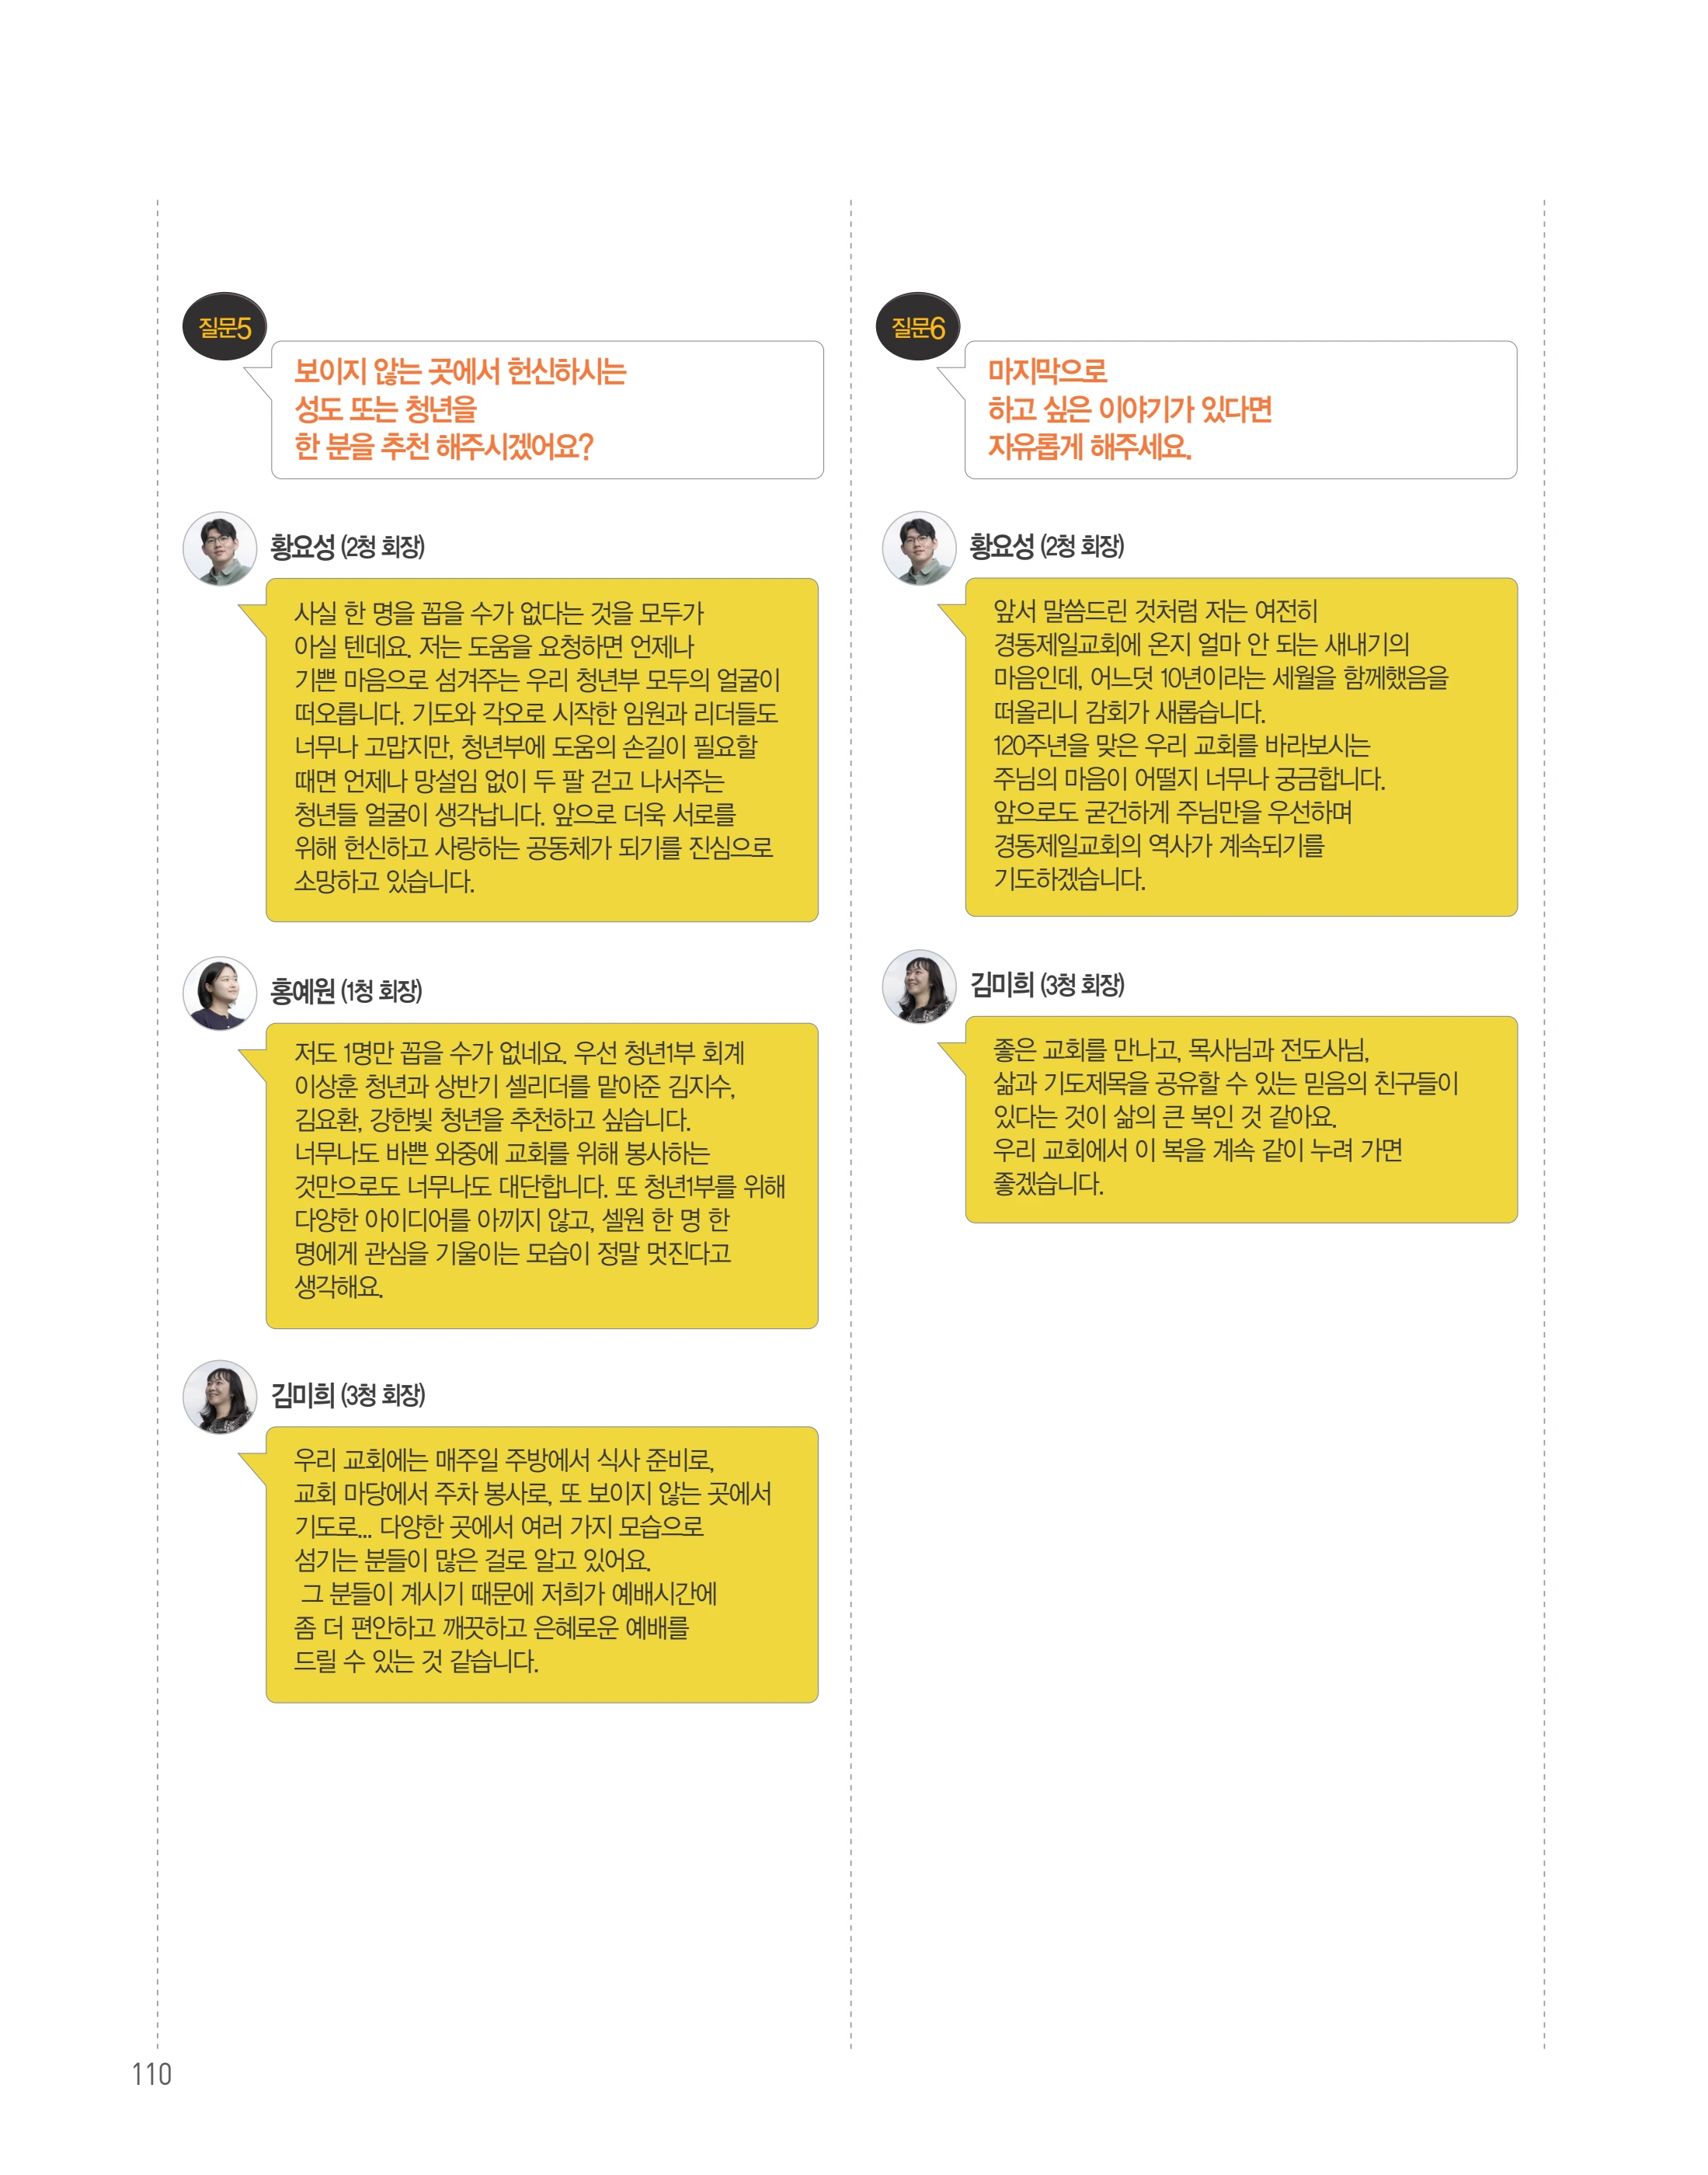 질문5
보이지 않는 곳에서 헌신하시는
성도 또는 청년을
한 분을 추천 해주시겠어요?
황요성 (2청 회장)
사실 한 명을 꼽을 수가 없다는 것을 모두가
아실 텐데요. 저는 도움을 요청하면 언제나
기쁜 마음으로 섬겨주는 우리 청년부 모두의 얼굴이
떠오릅니다. 기도와 각오로 시작한 임원과 리더들도
너무나 고맙지만, 청년부에 도움의 손길이 필요할
때면 언제나 망설임 없이 두 팔 걷고 나서주는
청년들 얼굴이 생각납니다. 앞으로 더욱 서로를
위해 헌신하고 사랑하는 공동체가 되기를 진심으로
소망하고 있습니다.
홍예원 (1청 회장)
저도 1명만 꼽을 수가 없네요. 우선 청년1부 회계
이상훈 청년과 상반기 셀리더를 맡아준 김지수,
김요환, 강한빛 청년을 추천하고 싶습니다.
너무나도 바쁜 와중에 교회를 위해 봉사하는
것만으로도 너무나도 대단합니다. 또 청년1부를 위해
다양한 아이디어를 아끼지 않고, 셀원 한 명 한
명에게 관심을 기울이는 모습이 정말 멋진다고
생각해요.
김미희 (3청 회장)
우리 교회에는 매주일 주방에서 식사 준비로,
교회 마당에서 주차 봉사로, 또 보이지 않는 곳에서
기도로... 다양한 곳에서 여러 가지 모습으로
섬기는 분들이 많은 걸로 알고 있어요.
그 분들이 계시기 때문에 저희가 예배시간에
좀 더 편안하고 깨끗하고 은혜로운 예배를
드릴 수 있는 것 같습니다.
질문6
마지막으로
하고 싶은 이야기가 있다면
자유롭게 해주세요.
황요성 (2청 회장)
앞서 말씀드린 것처럼 저는 여전히
경동제일교회에 온지 얼마 안 되는 새내기의
마음인데, 어느덧 10년이라는 세월을 함께했음을
떠올리니 감회가 새롭습니다.
120주년을 맞은 우리 교회를 바라보시는
주님의 마음이 어떨지 너무나 궁금합니다.
앞으로도 굳건하게 주님만을 우선하며
경동제일교회의 역사가 계속되기를
기도하겠습니다.
김미희 (3청 회장)
좋은 교회를 만나고, 목사님과 전도사님,
삶과 기도제목을 공유할 수 있는 믿음의 친구들이
있다는 것이 삶의 큰 복인 것 같아요.
우리 교회에서 이 복을 계속 같이 누려 가면
좋겠습니다.
110